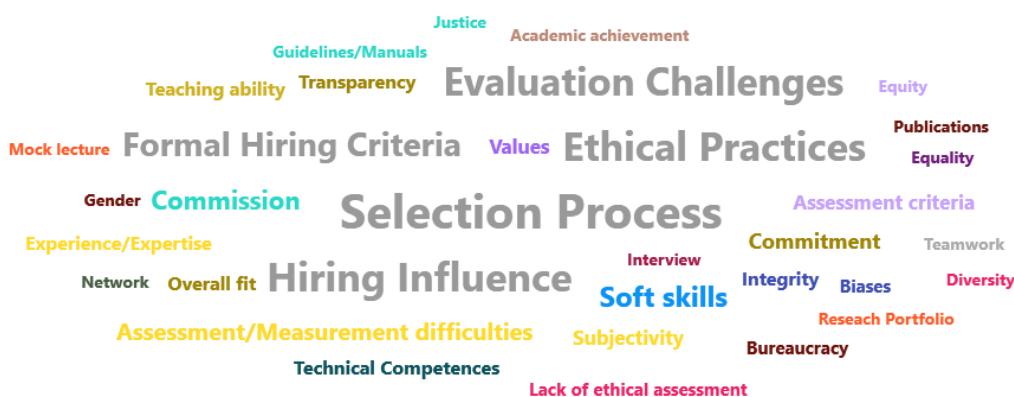 Justice
Academic achievement
Guidelines/Manuals
Transparency
Evaluation Challenges
Teaching ability
Equity
Publications
Mock lecture
Formal Hiring Criteria
Values
Ethical Practices
Equality
Gender
Commission
Selection Process
Assessment criteria
Experience/Expertise
Commitment
Teamwork
Interview
Network
Overall fit
Hiring Influence
Integrity
Biases
Diversity
Soft skills
Reseach Portfolio
Assessment/Measurement difficulties
Subjectivity
Bureaucracy
Technical Competences
Lack of ethical assessment